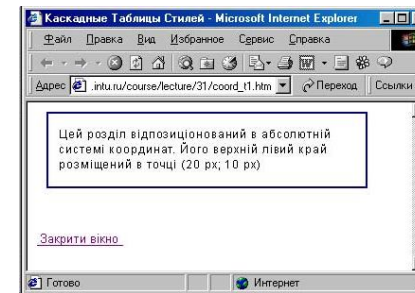 Каскадные Таблицы Стилей - Microsoft Internet Explorer
Файл Правка Вид Избранное Сервис Справка
Адрес .intu.ru/course/lecture/31/coord_t1.htm Переход Ссылки
Цей розділ відпозиціонований в абсолютній
системі координат. Його верхній лівий край
розміщений в точці (20 px; 10 px)
Закрити вікно
Готово Интернет